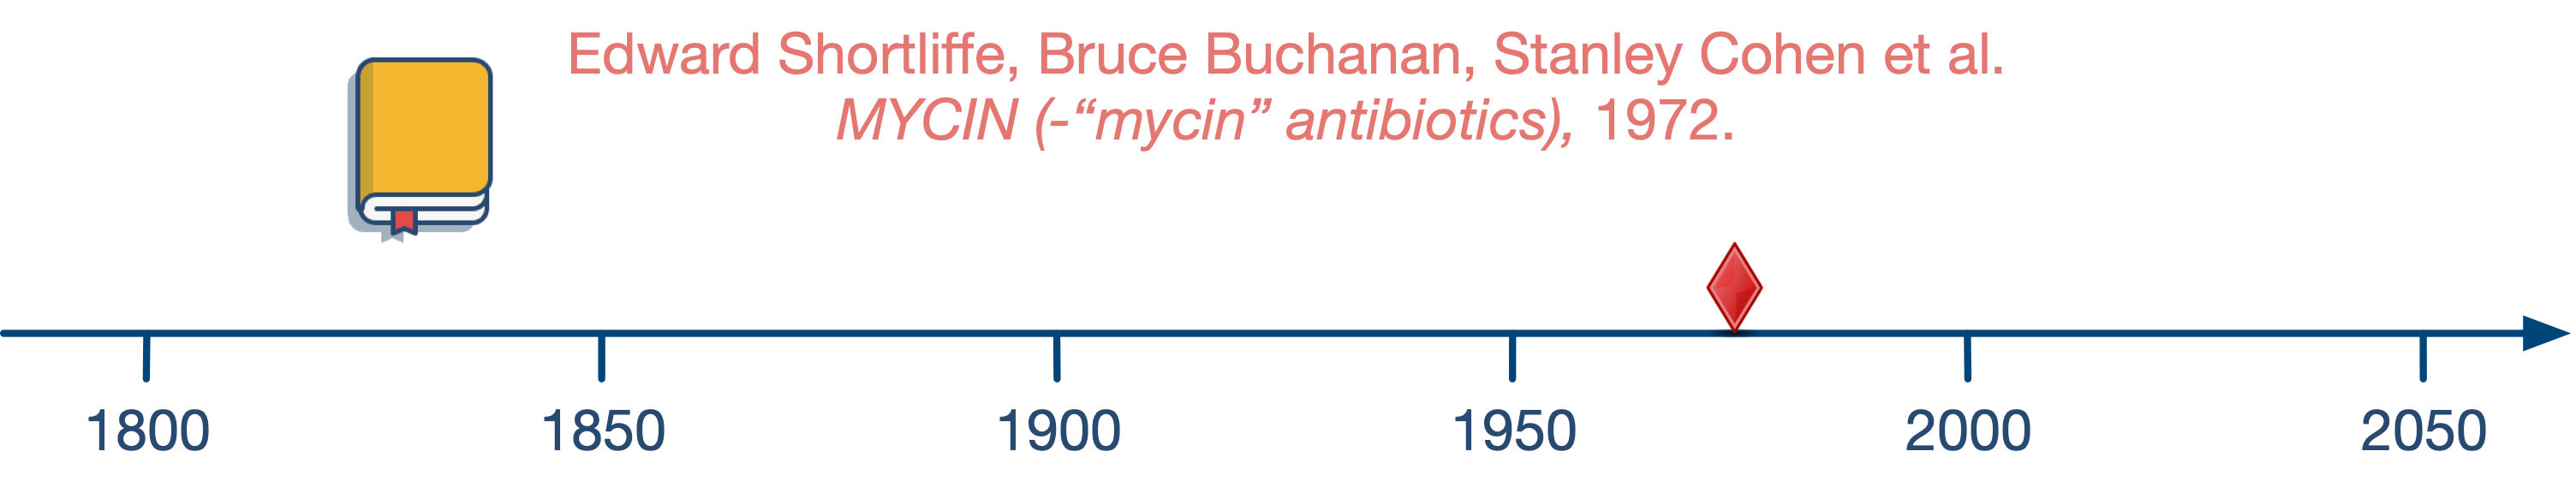 Edward Shortliffe, Bruce Buchanan, Stanley Cohen et al.
MYCIN (-“mycin” antibiotics), 1972.
1800 1850 1900 1950 2000 2050